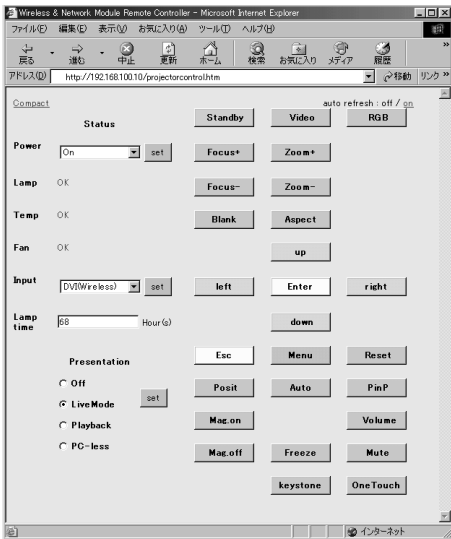 Wireless & Network Module Remote Controller - Microsoft Internet Explorer
ファイル(F) 編集(E) 表示(V) お気に入り(A) ツール(T) ヘルプ(H)
戻る 進む 中止 更新 ホーム 検索 お気に入り メディア 履歴 »
アドレス(D) http://192.168.100.10/projectorcontrol.htm 移動 リンク »
Compact auto refresh : off / on
Status Standby Video RGB
Power On set Focus+ Zoom+
Lamp OK Focus- Zoom-
Temp OK Blank Aspect
Fan OK up
Input DVI(Wireless) set left Enter right
Lamp time 68 Hour(s) down
Presentation Esc Menu Reset
Off Posit Auto PinP
LiveMode set
Playback Mag.on Volume
PC-less Mag.off Freeze Mute
keystone OneTouch
インターネット